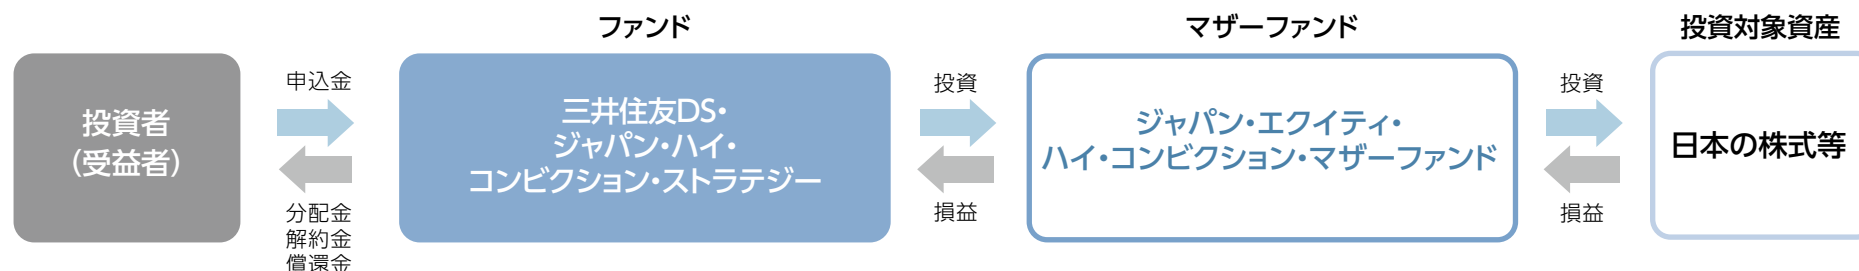 ファンド
マザーファンド
投資対象資産
投資者
(受益者)
申込金
分配金
解約金
償還金
三井住友DS・
ジャパン・ハイ・
コンビクション・ストラテジー
投資
損益
ジャパン・エクイティ・
ハイ・コンビクション・マザーファンド
投資
損益
日本の株式等